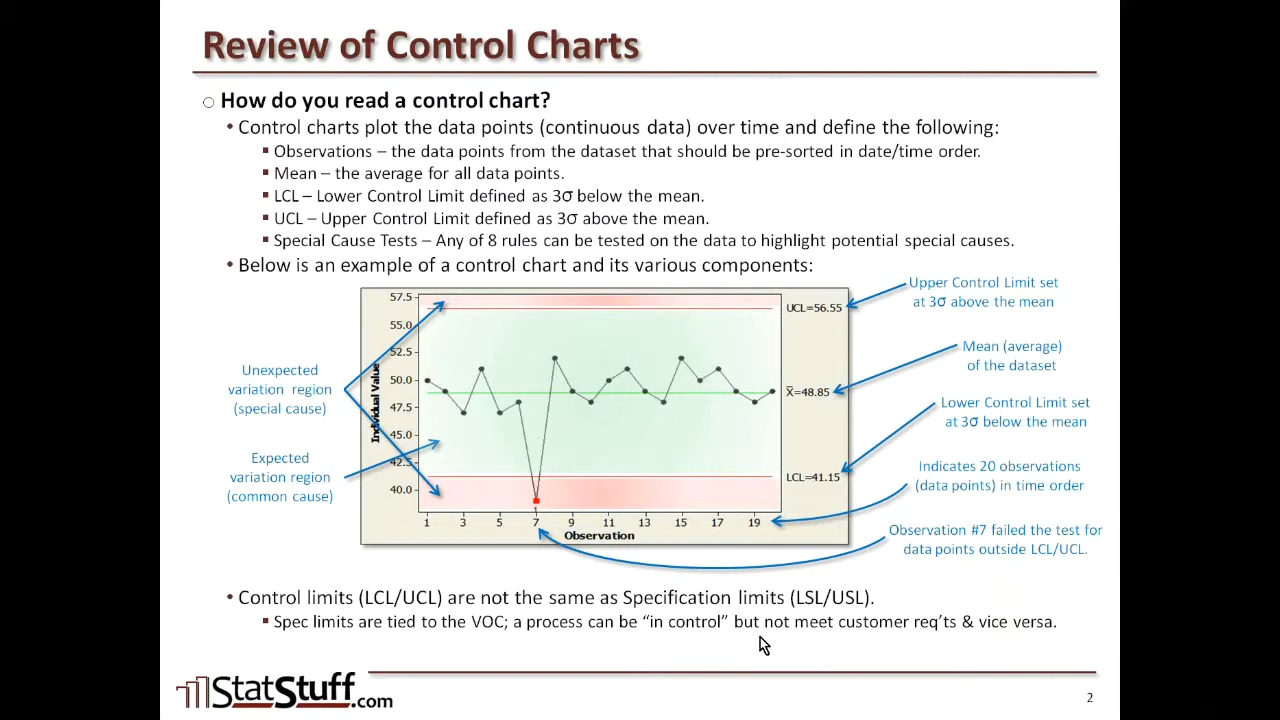 Review of Control Charts
How do you read a control chart?
• Control charts plot the data points (continuous data) over time and define the following:
▪ Observations – the data points from the dataset that should be pre-sorted in date/time order.
▪ Mean – the average for all data points.
▪ LCL – Lower Control Limit defined as 3σ below the mean.
▪ UCL – Upper Control Limit defined as 3σ above the mean.
▪ Special Cause Tests – Any of 8 rules can be tested on the data to highlight potential special causes.
• Below is an example of a control chart and its various components:
Unexpected
variation region
(special cause)
Expected
variation region
(common cause)
Individual Value
57.5
55.0
52.5
50.0
47.5
45.0
42.5
40.0
1
1 3 5 7 9 11 13 15 17 19
Observation
UCL=56.55
X̅=48.85
LCL=41.15
Upper Control Limit set
at 3σ above the mean
Mean (average)
of the dataset
Lower Control Limit set
at 3σ below the mean
Indicates 20 observations
(data points) in time order
Observation #7 failed the test for
data points outside LCL/UCL.
• Control limits (LCL/UCL) are not the same as Specification limits (LSL/USL).
▪ Spec limits are tied to the VOC; a process can be “in control” but not meet customer req’ts & vice versa.
StatStuff.com
2